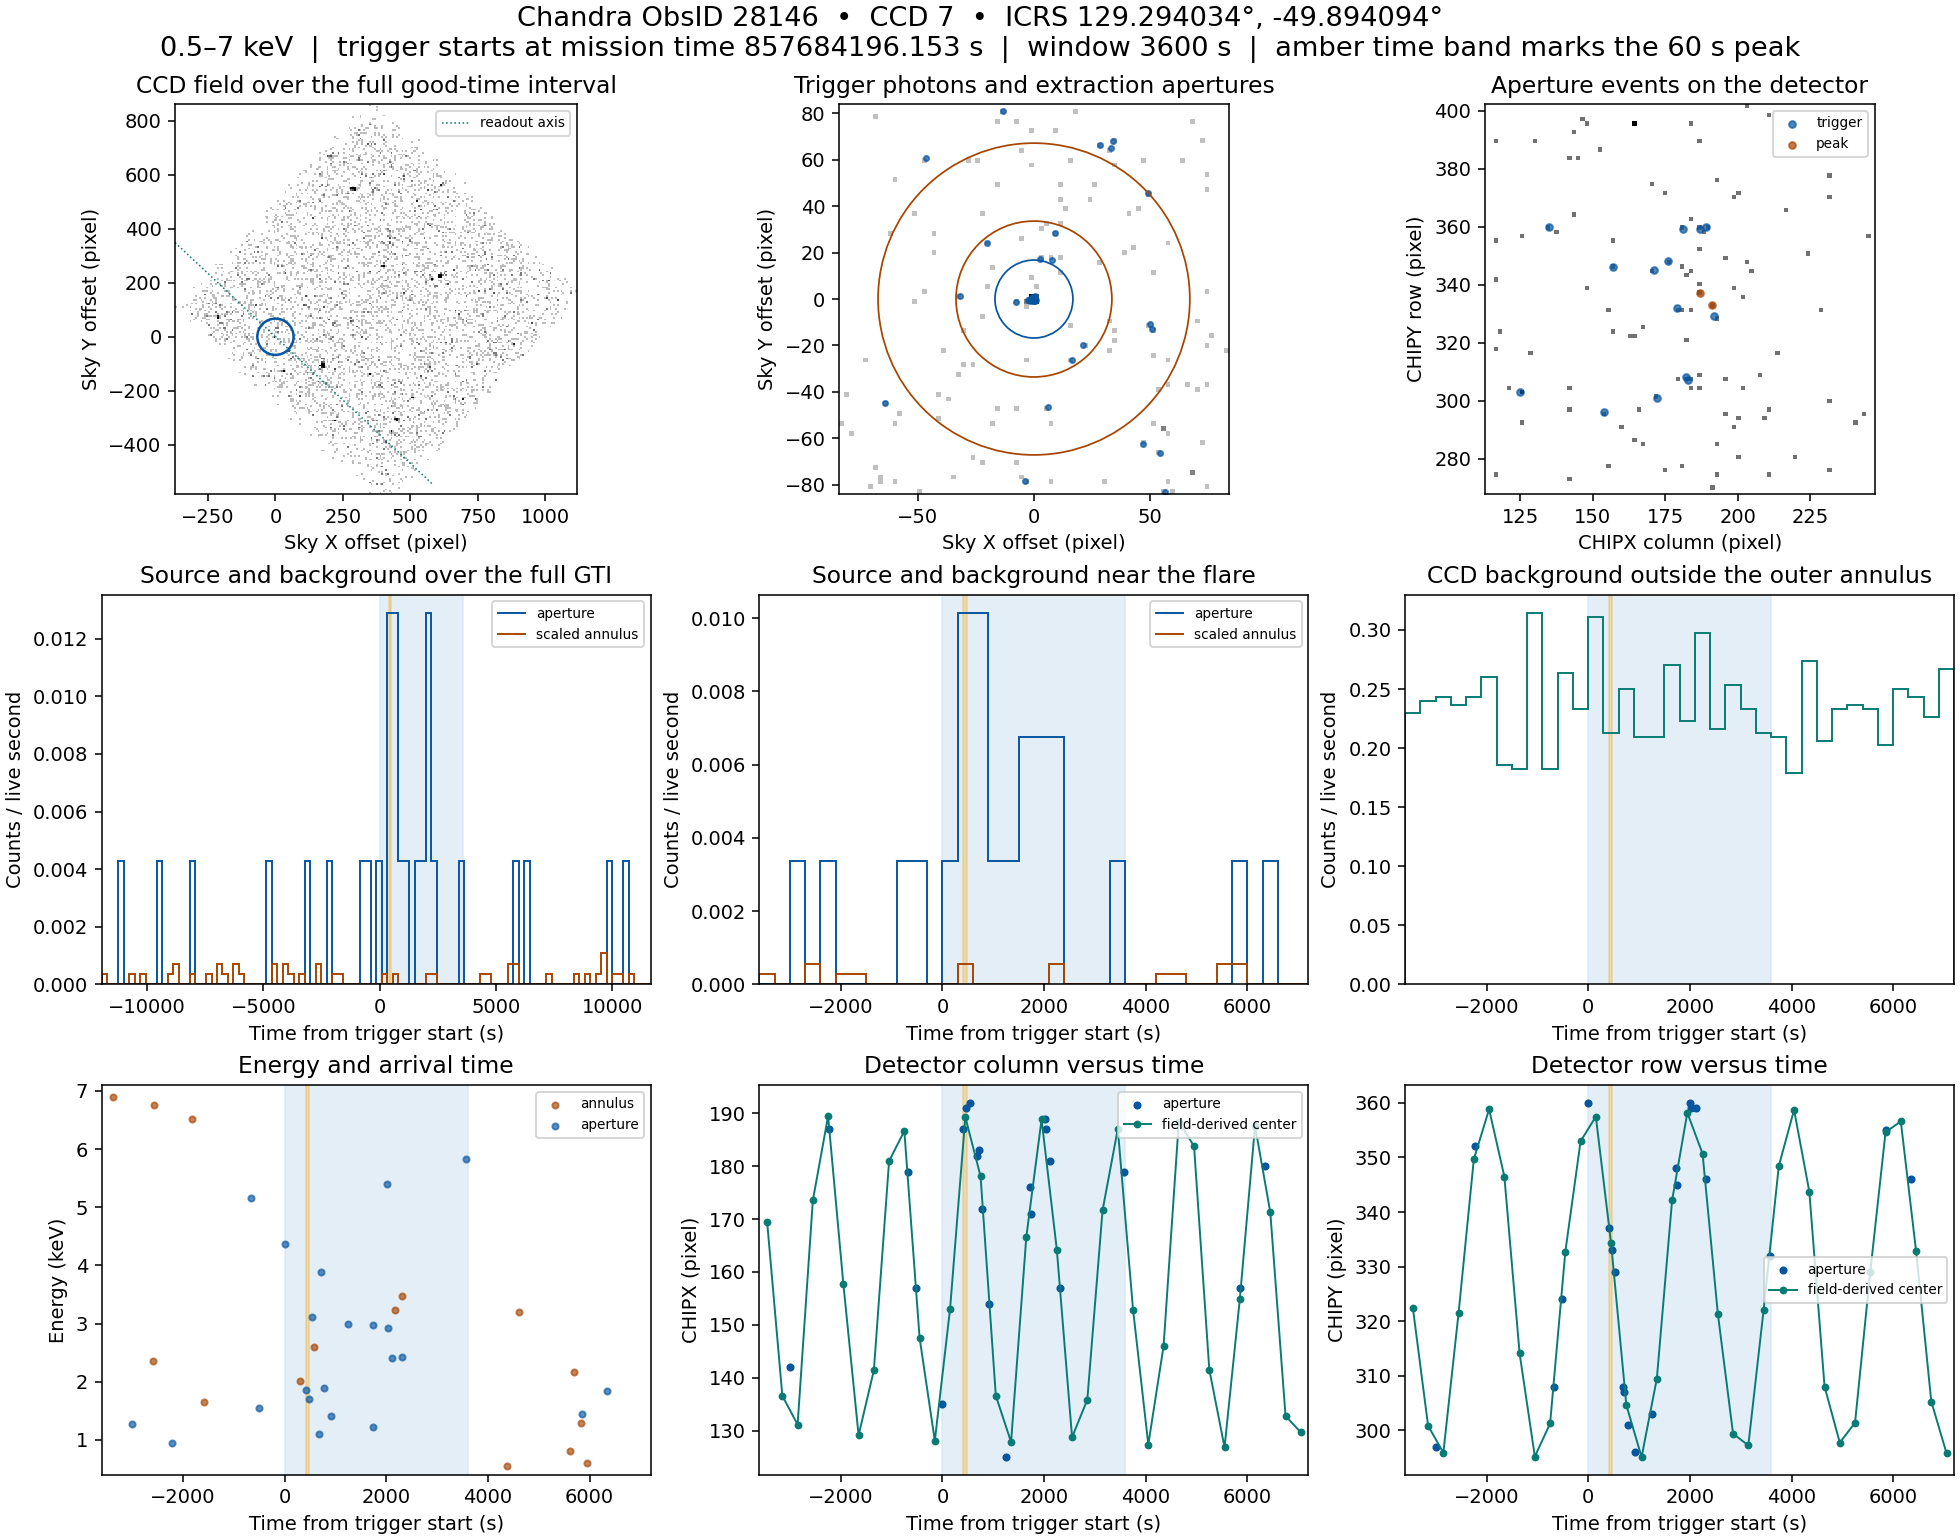 Chandra ObsID 28146 • CCD 7 • ICRS 129.294034°, -49.894094°
0.5–7 keV | trigger starts at mission time 857684196.153 s | window 3600 s | amber time band marks the 60 s peak
CCD field over the full good-time interval
readout axis
800
600
400
200
0
−200
−400
Sky Y offset (pixel)
−250
0
250
500
750
1000
Sky X offset (pixel)
Trigger photons and extraction apertures
80
60
40
20
0
−20
−40
−60
−80
Sky Y offset (pixel)
−50
0
50
Sky X offset (pixel)
Aperture events on the detector
trigger
peak
400
380
360
340
320
300
280
CHIPY row (pixel)
125
150
175
200
225
CHIPX column (pixel)
Source and background over the full GTI
aperture
scaled annulus
0.012
0.010
0.008
0.006
0.004
0.002
0.000
Counts / live second
−10000
−5000
0
5000
10000
Time from trigger start (s)
Source and background near the flare
aperture
scaled annulus
0.010
0.008
0.006
0.004
0.002
0.000
Counts / live second
−2000
0
2000
4000
6000
Time from trigger start (s)
CCD background outside the outer annulus
0.30
0.25
0.20
0.15
0.10
0.05
0.00
Counts / live second
−2000
0
2000
4000
6000
Time from trigger start (s)
Energy and arrival time
annulus
aperture
7
6
5
4
3
2
1
Energy (keV)
−2000
0
2000
4000
6000
Time from trigger start (s)
Detector column versus time
aperture
field-derived center
190
180
170
160
150
140
130
CHIPX (pixel)
−2000
0
2000
4000
6000
Time from trigger start (s)
Detector row versus time
aperture
field-derived center
360
350
340
330
320
310
300
CHIPY (pixel)
−2000
0
2000
4000
6000
Time from trigger start (s)